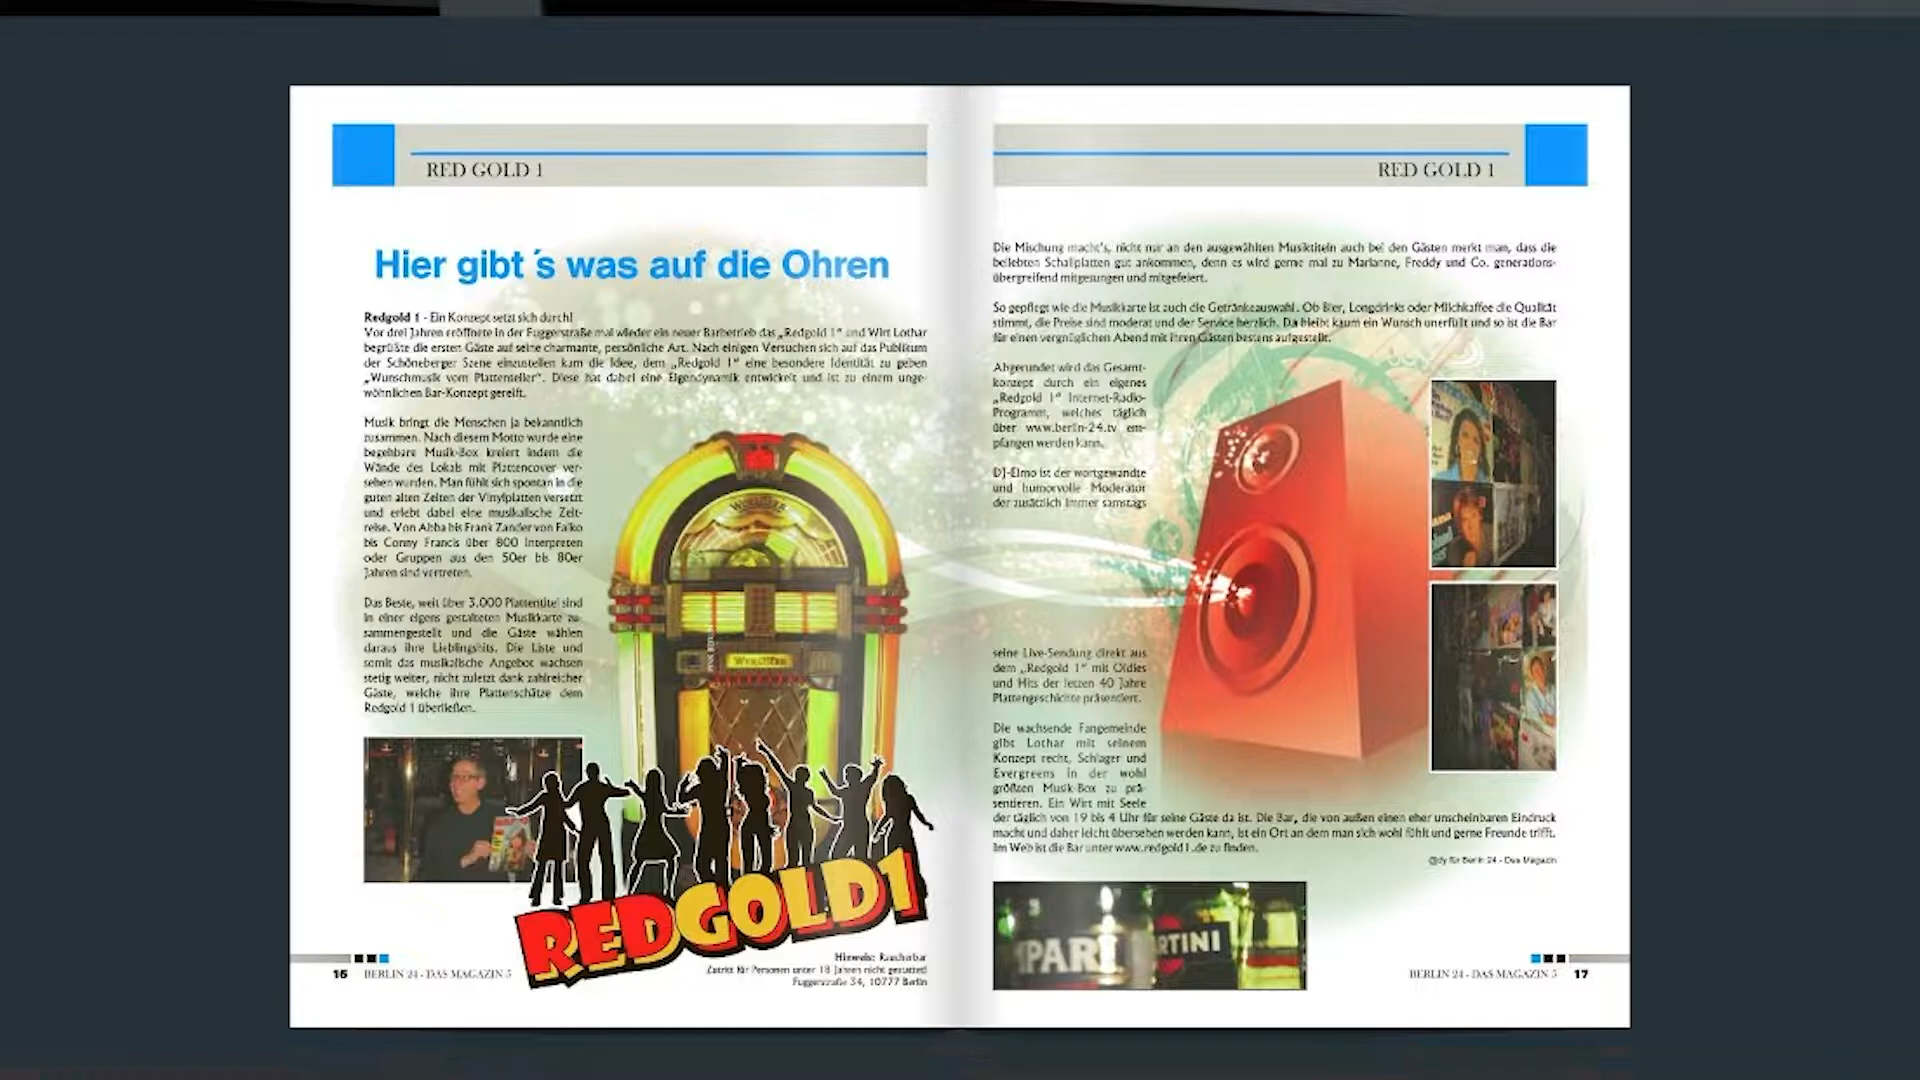 RED GOLD 1
Hier gibt´s was auf die Ohren
Redgold 1 - Ein Konzept setzt sich durch!
Vor drei Jahren eröffnete in der Fuggerstraße mal wieder ein neuer Barbetrieb das „Redgold 1“ und Wirt Lothar
begrüßte die ersten Gäste auf seine charmante, persönliche Art. Nach einigen Versuchen sich auf das Publikum
der Schöneberger Szene einzustellen kam die Idee, dem „Redgold 1“ eine besondere Identität zu geben
„Wunschmusik vom Plattenteller“. Diese hat dabei eine Eigendynamik entwickelt und ist zu einem unge-
wöhnlichen Bar-Konzept gereift.
Musik bringt die Menschen ja bekanntlich
zusammen. Nach diesem Motto wurde eine
begehbare Musik-Box kreiert indem die
Wände des Lokals mit Plattencover ver-
sehen wurden. Man fühlt sich spontan in die
guten alten Zeiten der Vinylplatten versetzt
und erlebt dabei eine musikalische Zeit-
reise. Von Abba bis Frank Zander von Falko
bis Conny Francis über 800 Interpreten
oder Gruppen aus den 50er bis 80er
Jahren sind vertreten.
Das Beste, weit über 3.000 Plattentitel sind
in einer eigens gestalteten Musikkarte zu-
sammengestellt und die Gäste wählen
daraus ihre Lieblingshits. Die Liste und
somit das musikalische Angebot wachsen
stetig weiter, nicht zuletzt dank zahlreicher
Gäste, welche ihre Plattenschätze dem
Redgold 1 überließen.
WURLITZER
REDGOLD1
Hinweis: Raucherbar
Zutritt für Personen unter 18 Jahren nicht gestattet!
Fuggerstraße 34, 10777 Berlin
16 BERLIN 24 - DAS MAGAZIN 5
RED GOLD 1
Die Mischung macht's, nicht nur an den ausgewählten Musiktiteln auch bei den Gästen merkt man, dass die
beliebten Schallplatten gut ankommen, denn es wird gerne mal zu Marianne, Freddy und Co. generations-
übergreifend mitgesungen und mitgefeiert.
So gepflegt wie die Musikkarte ist auch die Getränkeauswahl. Ob Bier, Longdrinks oder Milchkaffee die Qualität
stimmt, die Preise sind moderat und der Service herzlich. Da bleibt kaum ein Wunsch unerfüllt und so ist die Bar
für einen vergnüglichen Abend mit ihren Gästen bestens aufgestellt.
Abgerundet wird das Gesamt-
konzept durch ein eigenes
„Redgold 1“ Internet-Radio-
Programm, welches täglich
über www.berlin-24.tv em-
pfangen werden kann.
DJ-Elmo ist der wortgewandte
und humorvolle Moderator
der zusätzlich immer samstags
seine Live-Sendung direkt aus
dem „Redgold 1“ mit Oldies
und Hits der letzen 40 Jahre
Plattengeschichte präsentiert.
Die wachsende Fangemeinde
gibt Lothar mit seinem
Konzept recht, Schlager und
Evergreens in der wohl
größten Musik-Box zu prä-
sentieren. Ein Wirt mit Seele
der täglich von 19 bis 4 Uhr für seine Gäste da ist. Die Bar, die von außen einen eher unscheinbaren Eindruck
macht und daher leicht übersehen werden kann, ist ein Ort an dem man sich wohl fühlt und gerne Freunde trifft.
Im Web ist die Bar unter www.redgold1.de zu finden.
@dy für Berlin 24 - Das Magazin
MPARI
ARTINI
BERLIN 24 - DAS MAGAZIN 5 17